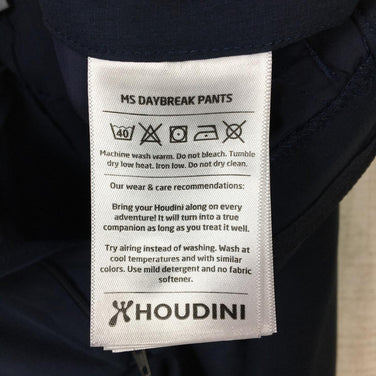 MS DAYBREAK PANTS
40
Machine wash warm. Do not bleach. Tumble
dry low heat. Iron low. Do not dry clean.
Our wear & care recommendations:
Bring your Houdini along on every
adventure! It will turn into a true
companion as long as you treat it well.
Try airing instead of washing. Wash at
cool temperatures and with similar
colors. Use mild detergent and no fabric
softener.
HOUDINI